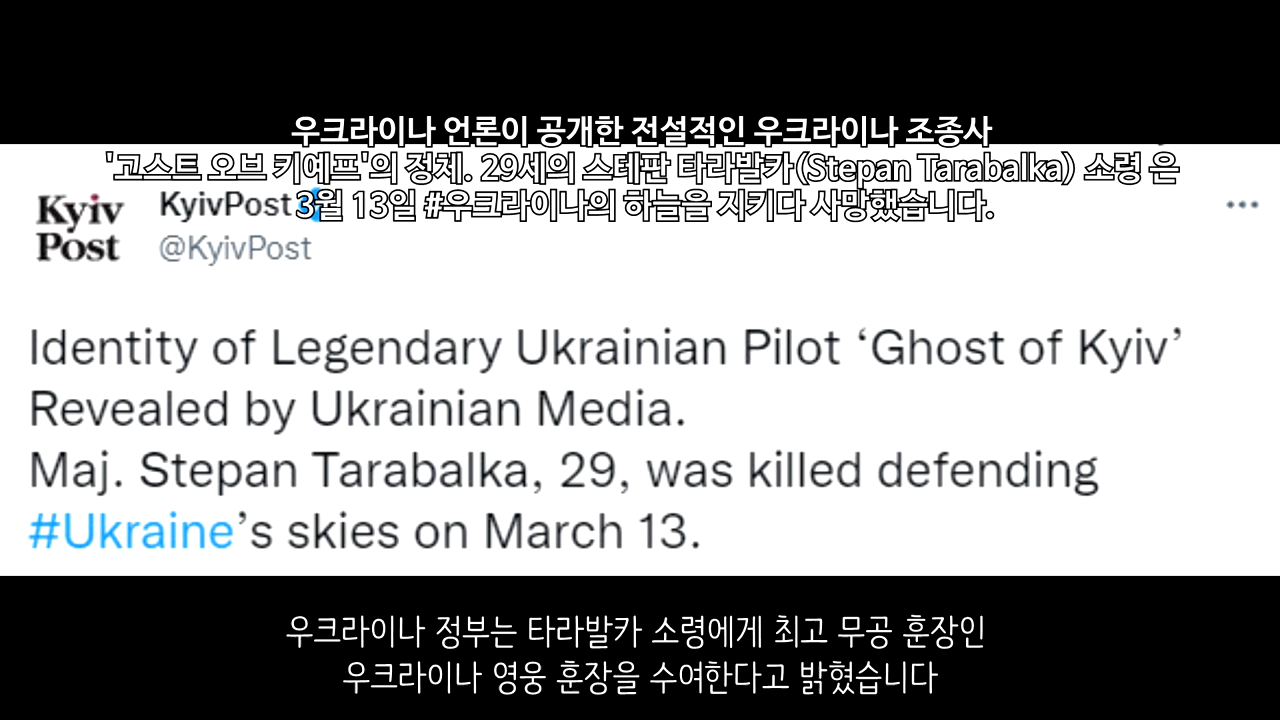 우크라이나 언론이 공개한 전설적인 우크라이나 조종사
'고스트 오브 키예프'의 정체. 29세의 스테판 타라발카(Stepan Tarabalka) 소령 은
3월 13일 #우크라이나의 하늘을 지키다 사망했습니다.
Kyiv
Post
KyivPost
@KyivPost
Identity of Legendary Ukrainian Pilot ‘Ghost of Kyiv’
Revealed by Ukrainian Media.
Maj. Stepan Tarabalka, 29, was killed defending
#Ukraine’s skies on March 13.
우크라이나 정부는 타라발카 소령에게 최고 무공 훈장인
우크라이나 영웅 훈장을 수여한다고 밝혔습니다